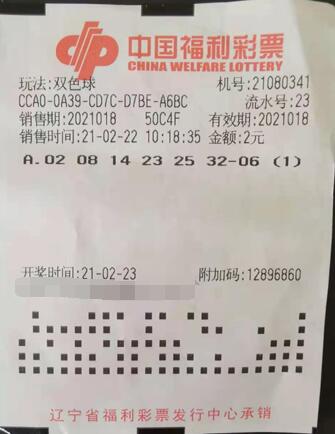 中国福利彩票
CHINA WELFARE LOTTERY
玩法:双色球 机号:21080341
CCA0-0A39-CD7C-D7BE-A6BC 流水号:23
销售期:2021018 50C4F 有效期:2021018
销售时间:21-02-22 10:18:35 金额:2元
A.02 08 14 23 25 32-06 (1)
开奖时间:21-02-23 附加码:12896860
辽宁省福利彩票发行中心承销